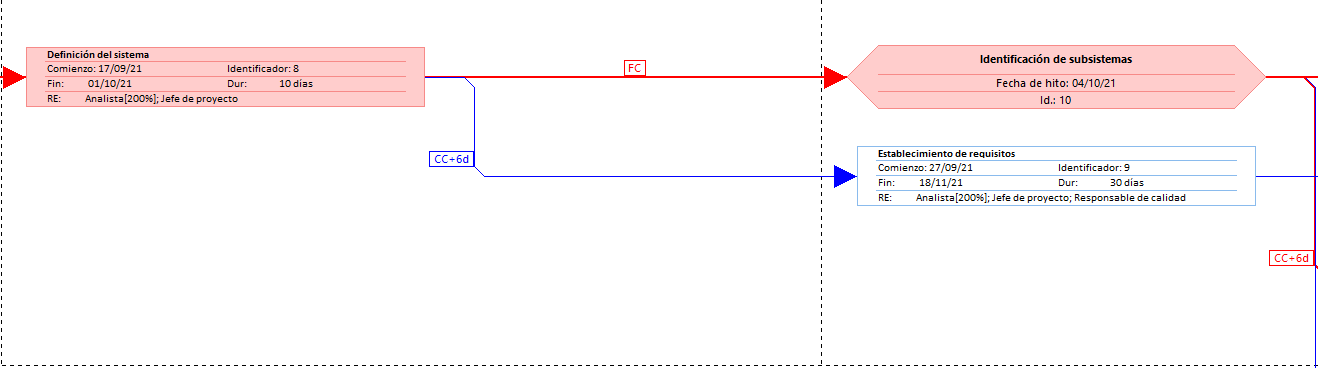 Definición del sistema
Comienzo: 17/09/21 Identificador: 8
Fin: 01/10/21 Dur: 10 días
RE: Analista[200%]; Jefe de proyecto
FC
Identificación de subsistemas
Fecha de hito: 04/10/21
Id.: 10
CC+6d
Establecimiento de requisitos
Comienzo: 27/09/21 Identificador: 9
Fin: 18/11/21 Dur: 30 días
RE: Analista[200%]; Jefe de proyecto; Responsable de calidad
CC+6d